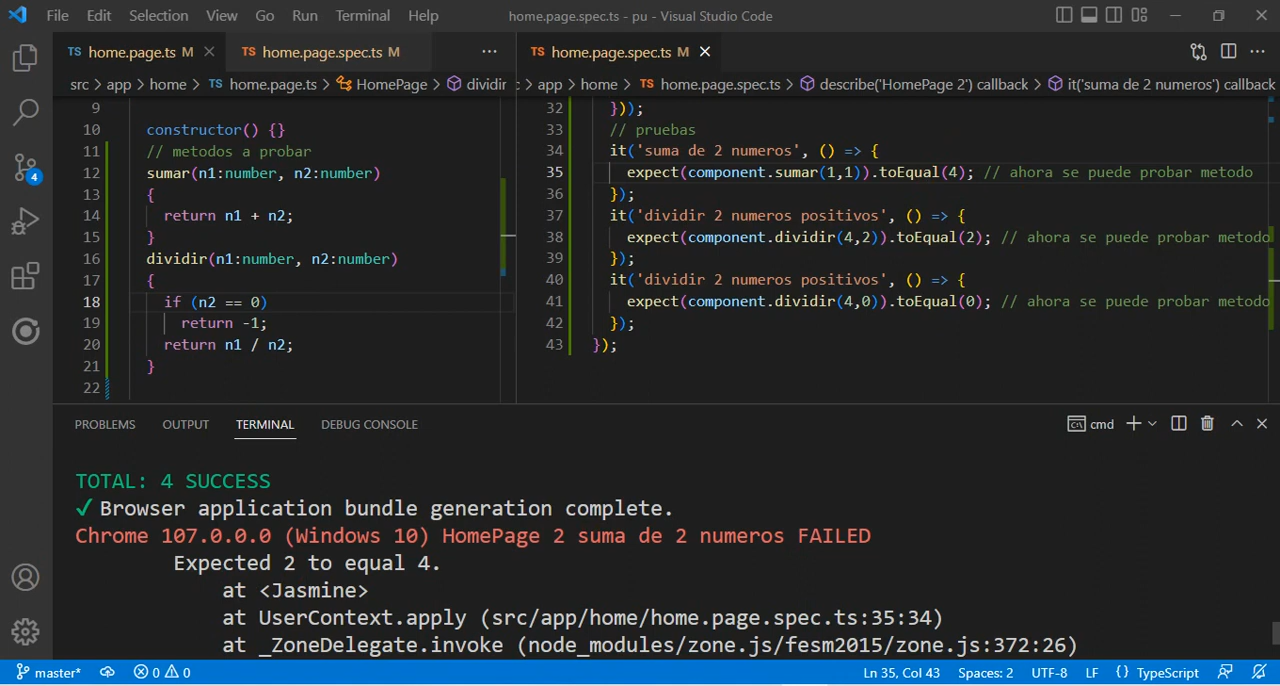 File Edit Selection View Go Run Terminal Help home.page.spec.ts - pu - Visual Studio Code
TS home.page.ts M TS home.page.spec.ts M ···
src > app > home > TS home.page.ts > HomePage > dividir
9
10 constructor() {}
11 // metodos a probar
12 sumar(n1:number, n2:number)
13 {
14 return n1 + n2;
15 }
16 dividir(n1:number, n2:number)
17 {
18 if (n2 == 0)
19 return -1;
20 return n1 / n2;
21 }
22
TS home.page.spec.ts M ···
> app > home > TS home.page.spec.ts > describe('HomePage 2') callback > it('suma de 2 numeros') callback
32 }));
33 // pruebas
34 it('suma de 2 numeros', () => {
35 expect(component.sumar(1,1)).toEqual(4); // ahora se puede probar metodo
36 });
37 it('dividir 2 numeros positivos', () => {
38 expect(component.dividir(4,2)).toEqual(2); // ahora se puede probar metodo
39 });
40 it('dividir 2 numeros positivos', () => {
41 expect(component.dividir(4,0)).toEqual(0); // ahora se puede probar metodo
42 });
43 });
4
PROBLEMS OUTPUT TERMINAL DEBUG CONSOLE cmd
TOTAL: 4 SUCCESS
✓ Browser application bundle generation complete.
Chrome 107.0.0.0 (Windows 10) HomePage 2 suma de 2 numeros FAILED
Expected 2 to equal 4.
at <Jasmine>
at UserContext.apply (src/app/home/home.page.spec.ts:35:34)
at _ZoneDelegate.invoke (node_modules/zone.js/fesm2015/zone.js:372:26)
master* 0 0 Ln 35, Col 43 Spaces: 2 UTF-8 LF {} TypeScript